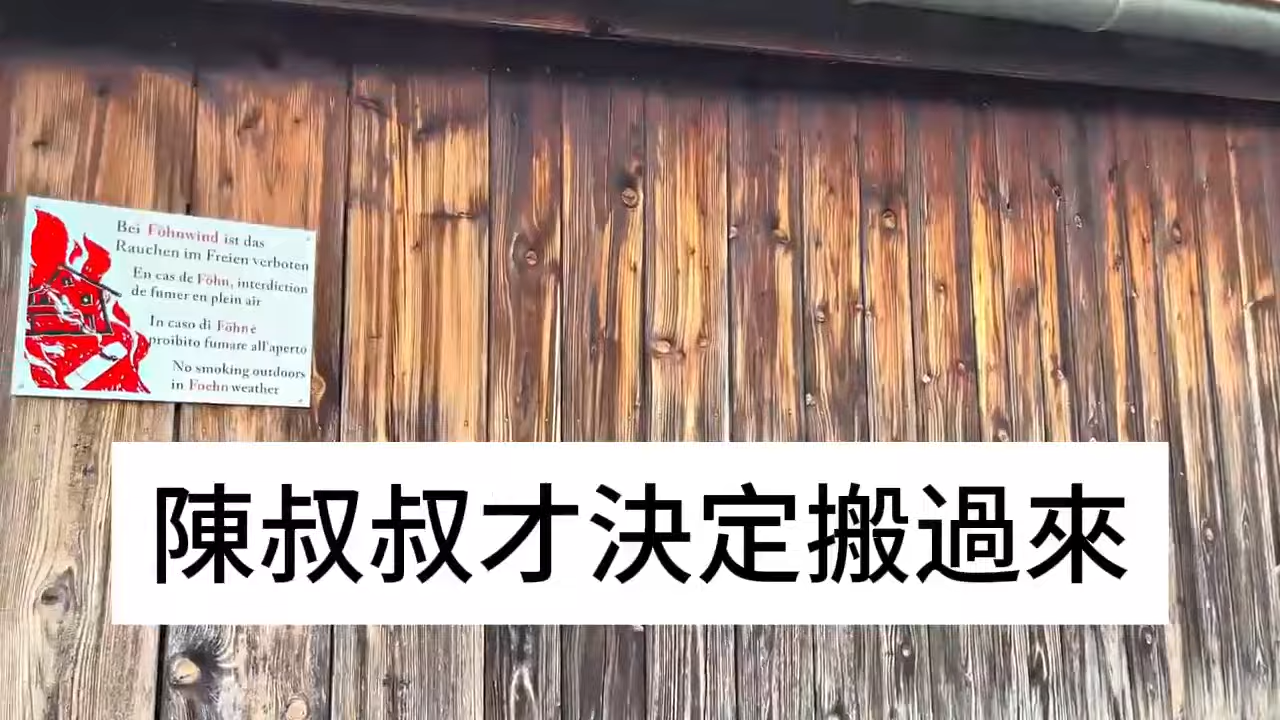 Bei Föhnwind ist das
Rauchen im Freien verboten
En cas de Föhn, interdiction
de fumer en plein air
In caso di Föhn è
proibito fumare all'aperto
No smoking outdoors
in Foehn weather
陳叔叔才決定搬過來